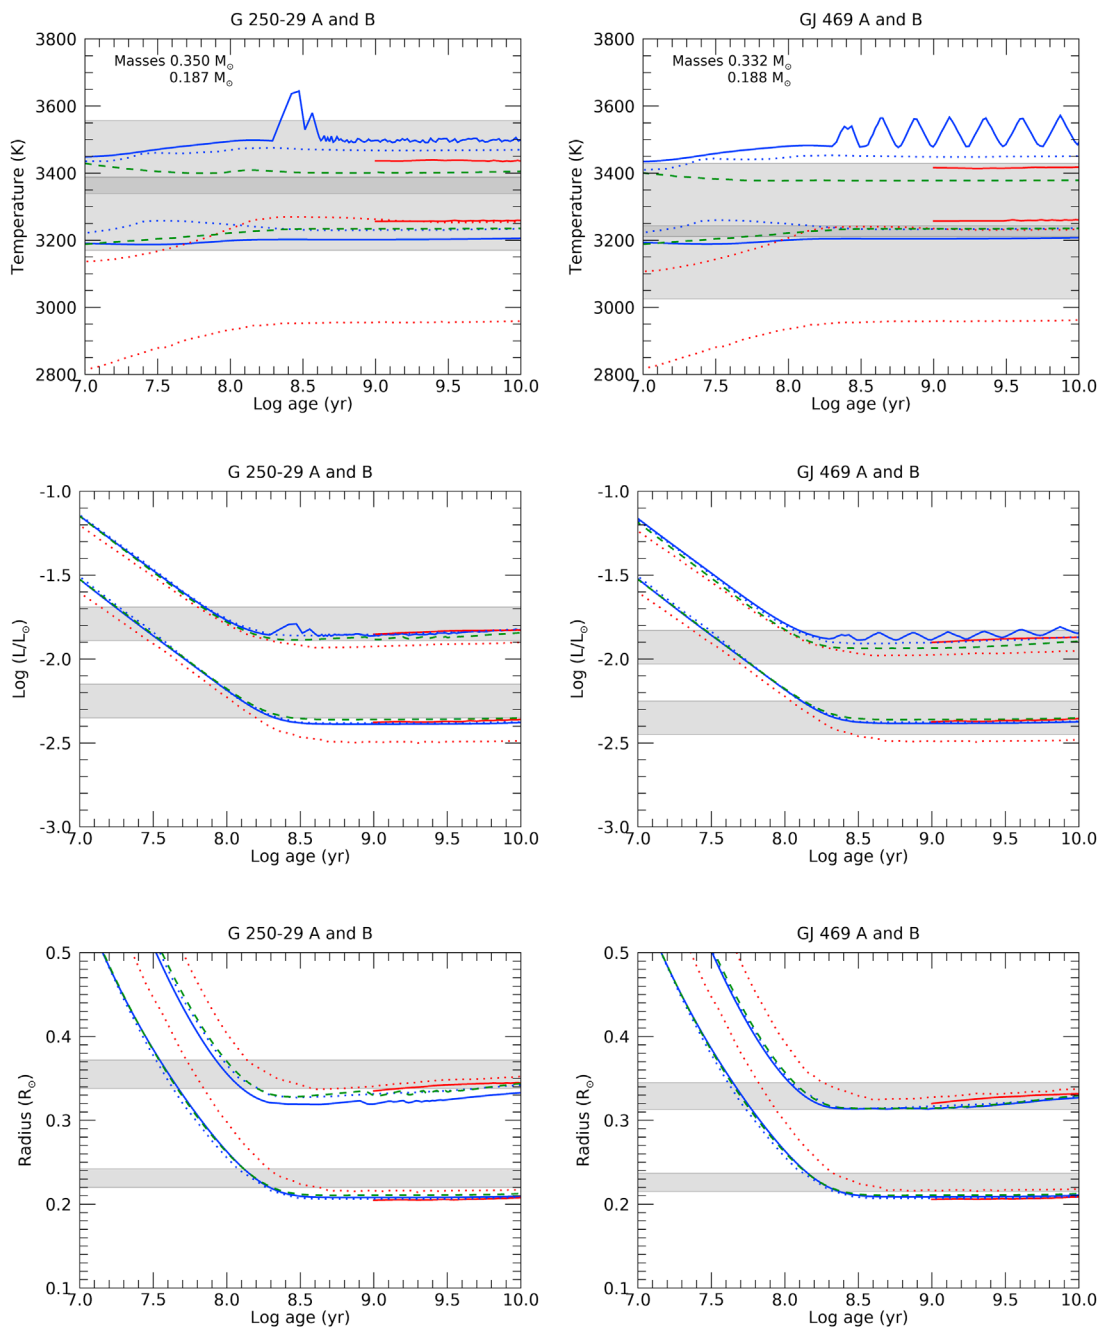 G 250-29 A and B
Masses 0.350 M⊙
0.187 M⊙
Temperature (K)
3800
3600
3400
3200
3000
2800
7.0 7.5 8.0 8.5 9.0 9.5 10.0
Log age (yr)
GJ 469 A and B
Masses 0.332 M⊙
0.188 M⊙
Temperature (K)
3800
3600
3400
3200
3000
2800
7.0 7.5 8.0 8.5 9.0 9.5 10.0
Log age (yr)
G 250-29 A and B
Log (L/L⊙)
-1.0
-1.5
-2.0
-2.5
-3.0
7.0 7.5 8.0 8.5 9.0 9.5 10.0
Log age (yr)
GJ 469 A and B
Log (L/L⊙)
-1.0
-1.5
-2.0
-2.5
-3.0
7.0 7.5 8.0 8.5 9.0 9.5 10.0
Log age (yr)
G 250-29 A and B
Radius (R⊙)
0.5
0.4
0.3
0.2
0.1
7.0 7.5 8.0 8.5 9.0 9.5 10.0
Log age (yr)
GJ 469 A and B
Radius (R⊙)
0.5
0.4
0.3
0.2
0.1
7.0 7.5 8.0 8.5 9.0 9.5 10.0
Log age (yr)